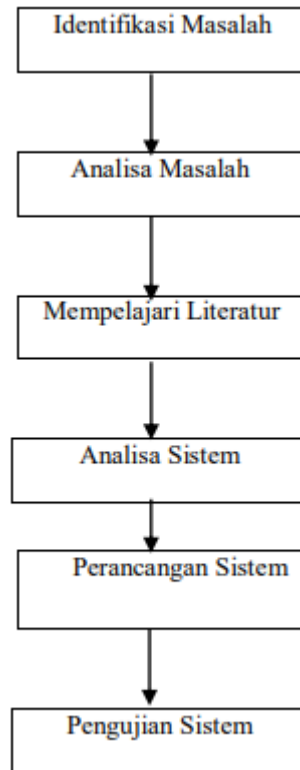 Identifikasi Masalah
Analisa Masalah
Mempelajari Literatur
Analisa Sistem
Perancangan Sistem
Pengujian Sistem